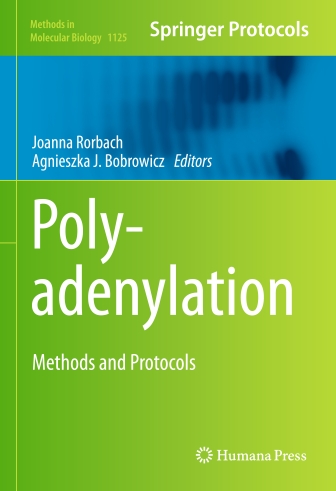 Methods in
Molecular Biology 1125
Springer Protocols
Joanna Rorbach
Agnieszka J. Bobrowicz Editors
Poly-
adenylation
Methods and Protocols
Humana Press